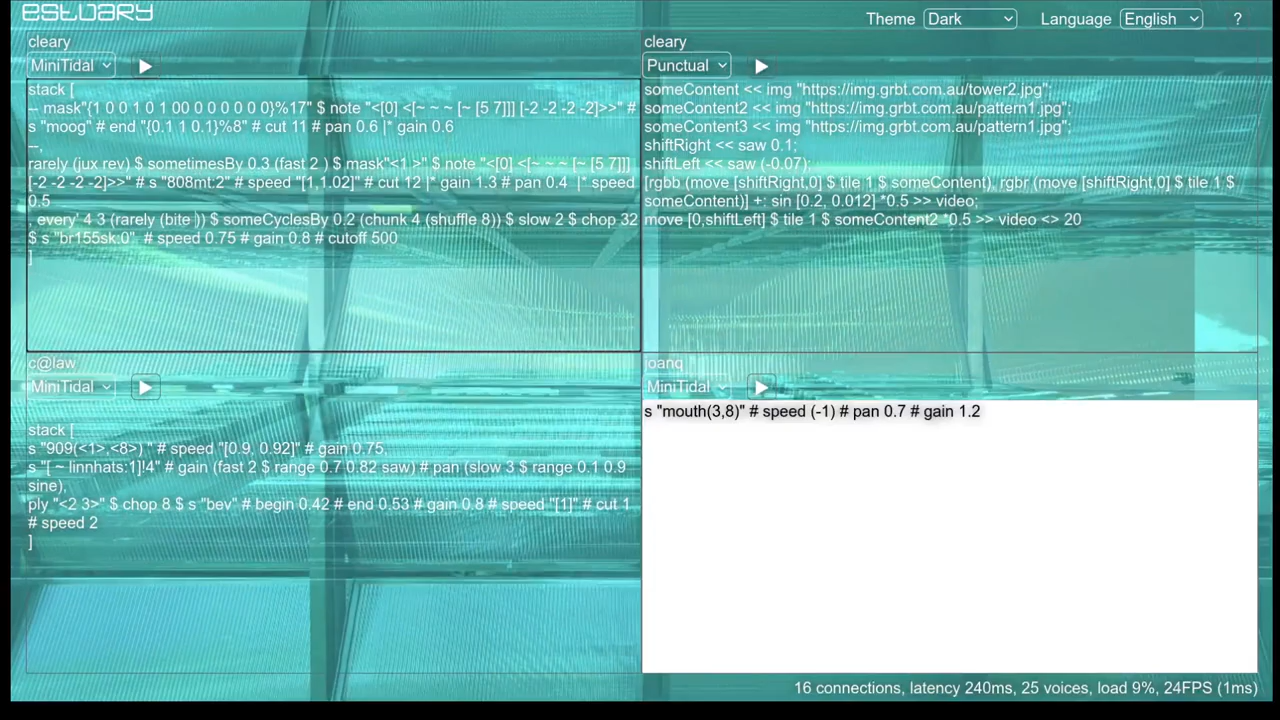 estuary
Theme Dark Language English ?
cleary
MiniTidal
stack [
-- mask"{1 0 0 1 0 1 00 0 0 0 0 0 0}%17" $ note "<[0] <[~ ~ ~ [~ [5 7]]] [-2 -2 -2 -2]>>" #
s "moog" # end "{0.1 1 0.1}%8" # cut 11 # pan 0.6 |* gain 0.6
--,
rarely (jux rev) $ sometimesBy 0.3 (fast 2 ) $ mask"<1 >" $ note "<[0] <[~ ~ ~ [~ [5 7]]]
[-2 -2 -2 -2]>>" # s "808mt:2" # speed "[1,1.02]" # cut 12 |* gain 1.3 # pan 0.4 |* speed
0.5
, every' 4 3 (rarely (bite )) $ someCyclesBy 0.2 (chunk 4 (shuffle 8)) $ slow 2 $ chop 32
$ s "br155sk:0" # speed 0.75 # gain 0.8 # cutoff 500
]
cleary
Punctual
someContent << img "https://img.grbt.com.au/tower2.jpg";
someContent2 << img "https://img.grbt.com.au/pattern1.jpg";
someContent3 << img "https://img.grbt.com.au/pattern1.jpg";
shiftRight << saw 0.1;
shiftLeft << saw (-0.07);
[rgbb (move [shiftRight,0] $ tile 1 $ someContent), rgbr (move [shiftRight,0] $ tile 1 $
someContent)] +: sin [0.2, 0.012] *0.5 >> video;
move [0,shiftLeft] $ tile 1 $ someContent2 *0.5 >> video <> 20
c@law
MiniTidal
stack [
s "909(<1>,<8>) " # speed "[0.9, 0.92]" # gain 0.75,
s "[ ~ linnhats:1]!4" # gain (fast 2 $ range 0.7 0.82 saw) # pan (slow 3 $ range 0.1 0.9
sine),
ply "<2 3>" $ chop 8 $ s "bev" # begin 0.42 # end 0.53 # gain 0.8 # speed "[1]" # cut 1
# speed 2
]
joanq
MiniTidal
s "mouth(3,8)" # speed (-1) # pan 0.7 # gain 1.2
16 connections, latency 240ms, 25 voices, load 9%, 24FPS (1ms)